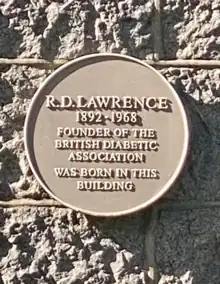 R.D. LAWRENCE
1892 - 1968
FOUNDER OF THE
BRITISH DIABETIC
ASSOCIATION
WAS BORN IN THIS
BUILDING